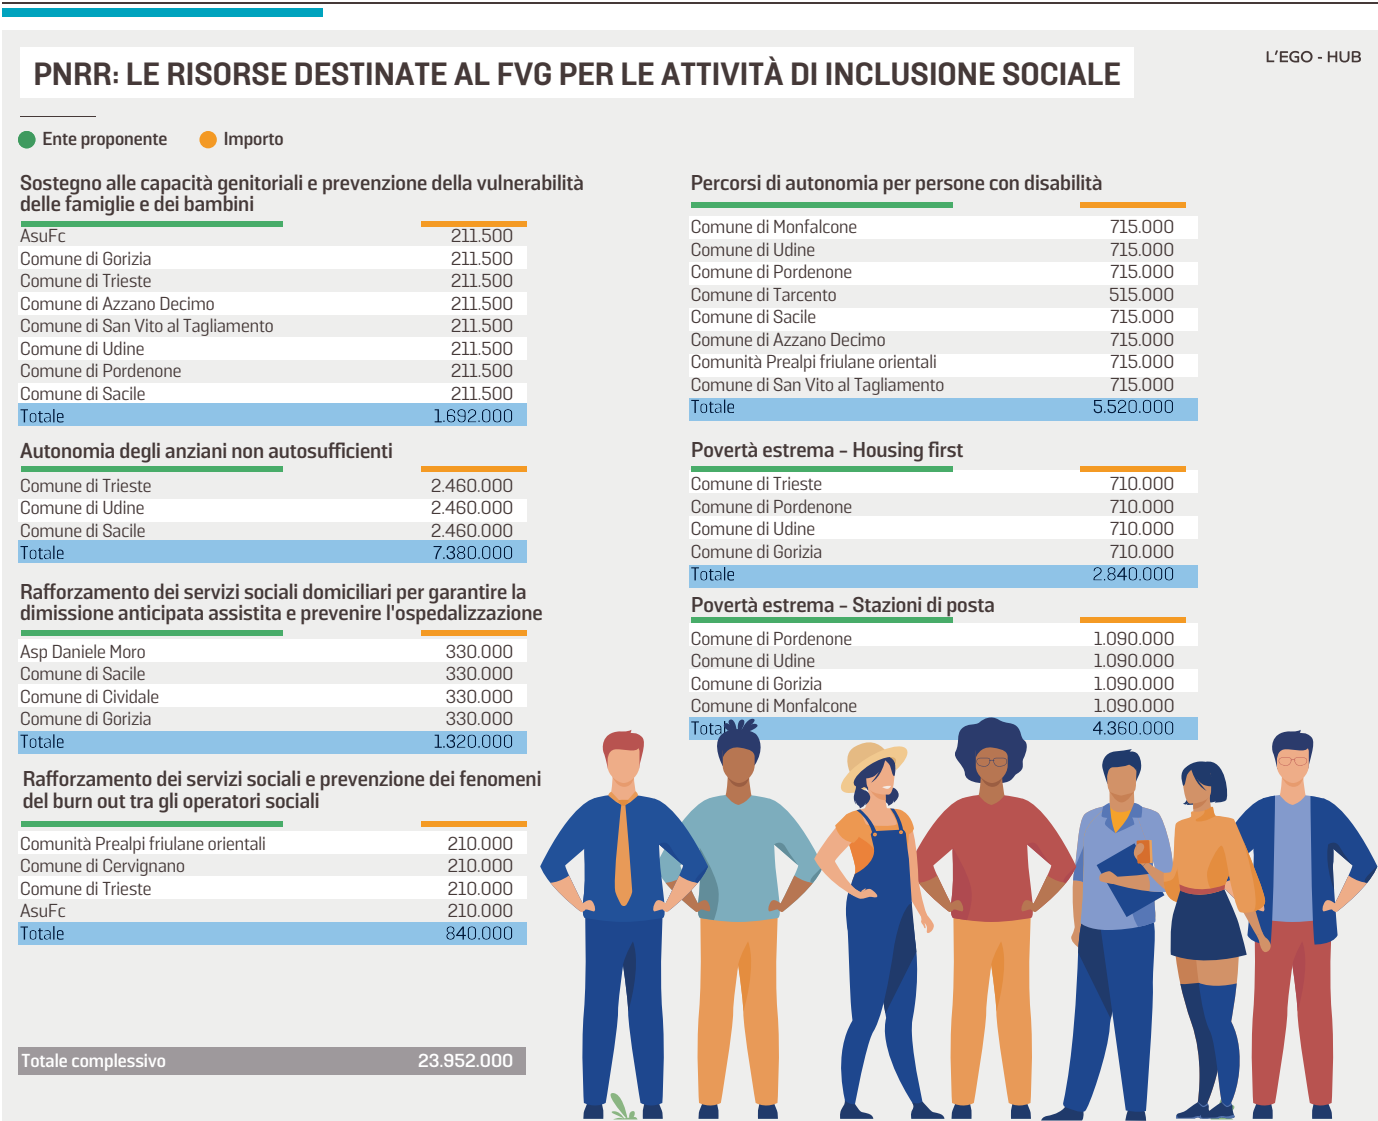 L'EGO - HUB
PNRR: LE RISORSE DESTINATE AL FVG PER LE ATTIVITÀ DI INCLUSIONE SOCIALE
Ente proponente Importo
Sostegno alle capacità genitoriali e prevenzione della vulnerabilità
delle famiglie e dei bambini
AsuFc 211.500
Comune di Gorizia 211.500
Comune di Trieste 211.500
Comune di Azzano Decimo 211.500
Comune di San Vito al Tagliamento 211.500
Comune di Udine 211.500
Comune di Pordenone 211.500
Comune di Sacile 211.500
Totale 1.692.000
Autonomia degli anziani non autosufficienti
Comune di Trieste 2.460.000
Comune di Udine 2.460.000
Comune di Sacile 2.460.000
Totale 7.380.000
Rafforzamento dei servizi sociali domiciliari per garantire la
dimissione anticipata assistita e prevenire l'ospedalizzazione
Asp Daniele Moro 330.000
Comune di Sacile 330.000
Comune di Cividale 330.000
Comune di Gorizia 330.000
Totale 1.320.000
Rafforzamento dei servizi sociali e prevenzione dei fenomeni
del burn out tra gli operatori sociali
Comunità Prealpi friulane orientali 210.000
Comune di Cervignano 210.000
Comune di Trieste 210.000
AsuFc 210.000
Totale 840.000
Totale complessivo 23.952.000
Percorsi di autonomia per persone con disabilità
Comune di Monfalcone 715.000
Comune di Udine 715.000
Comune di Pordenone 715.000
Comune di Tarcento 515.000
Comune di Sacile 715.000
Comune di Azzano Decimo 715.000
Comunità Prealpi friulane orientali 715.000
Comune di San Vito al Tagliamento 715.000
Totale 5.520.000
Povertà estrema – Housing first
Comune di Trieste 710.000
Comune di Pordenone 710.000
Comune di Udine 710.000
Comune di Gorizia 710.000
Totale 2.840.000
Povertà estrema – Stazioni di posta
Comune di Pordenone 1.090.000
Comune di Udine 1.090.000
Comune di Gorizia 1.090.000
Comune di Monfalcone 1.090.000
Totale 4.360.000